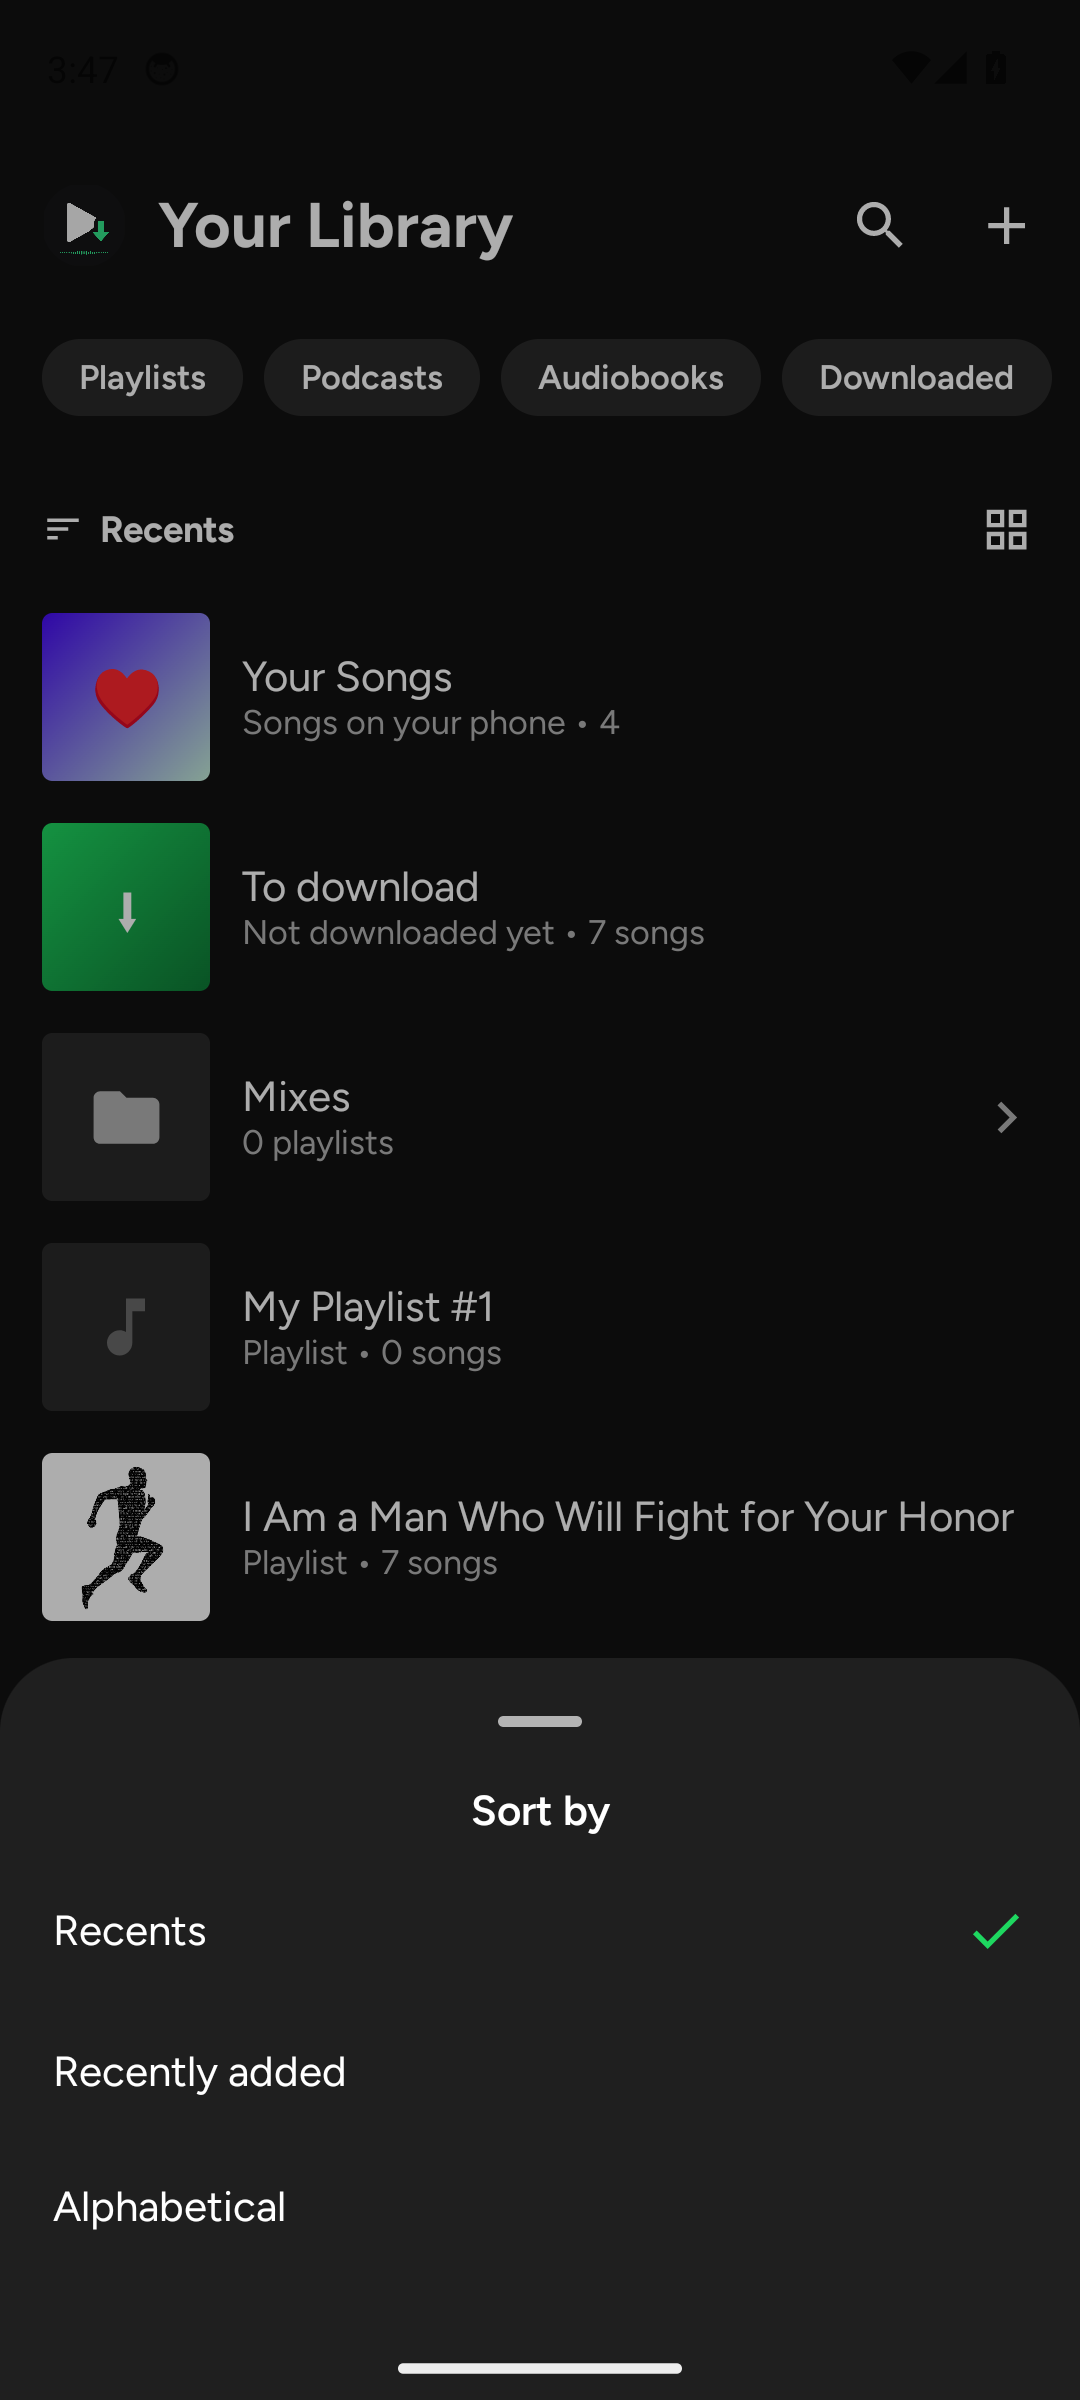 3:47
Your Library
Playlists
Podcasts
Audiobooks
Downloaded
Recents
Your Songs
Songs on your phone • 4
To download
Not downloaded yet • 7 songs
Mixes
0 playlists
My Playlist #1
Playlist • 0 songs
I Am a Man Who Will Fight for Your Honor
Playlist • 7 songs
Sort by
Recents
Recently added
Alphabetical